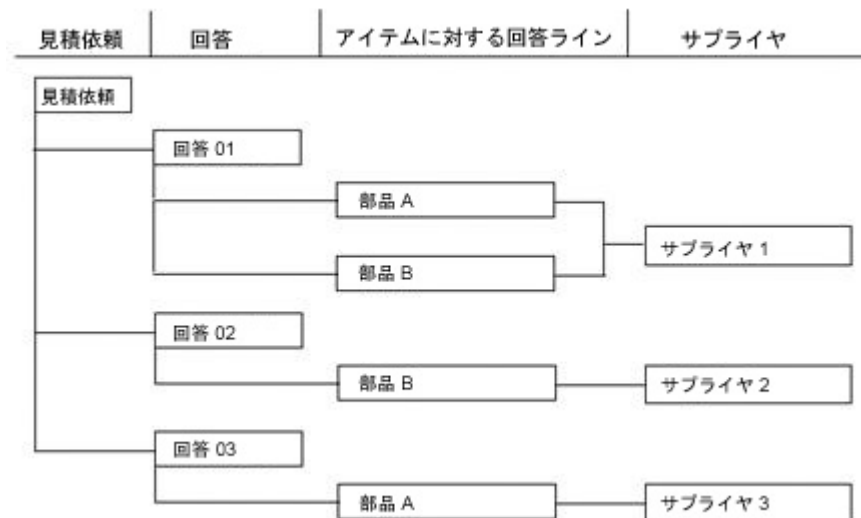 見積依頼 回答 アイテムに対する回答ライン サプライヤ
見積依頼
回答 01
部品 A
サプライヤ 1
部品 B
回答 02
部品 B サプライヤ 2
回答 03
部品 A サプライヤ 3